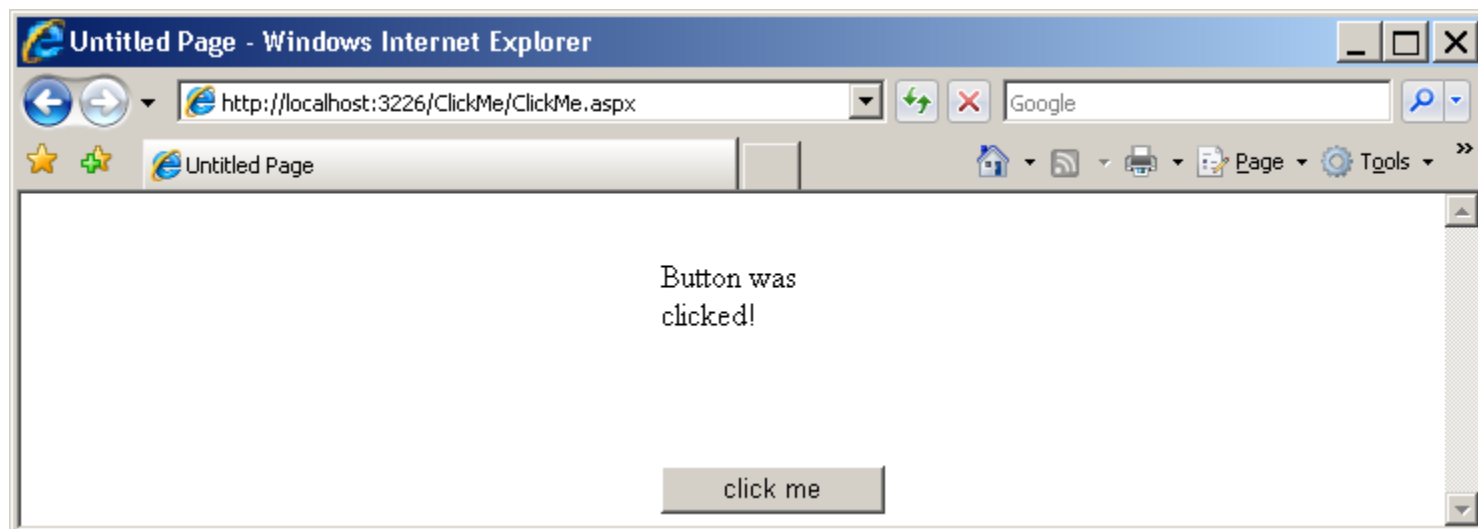 Untitled Page - Windows Internet Explorer
http://localhost:3226/ClickMe/ClickMe.aspx
Google
Untitled Page
Page
Tools
»
Button was
clicked!
click me